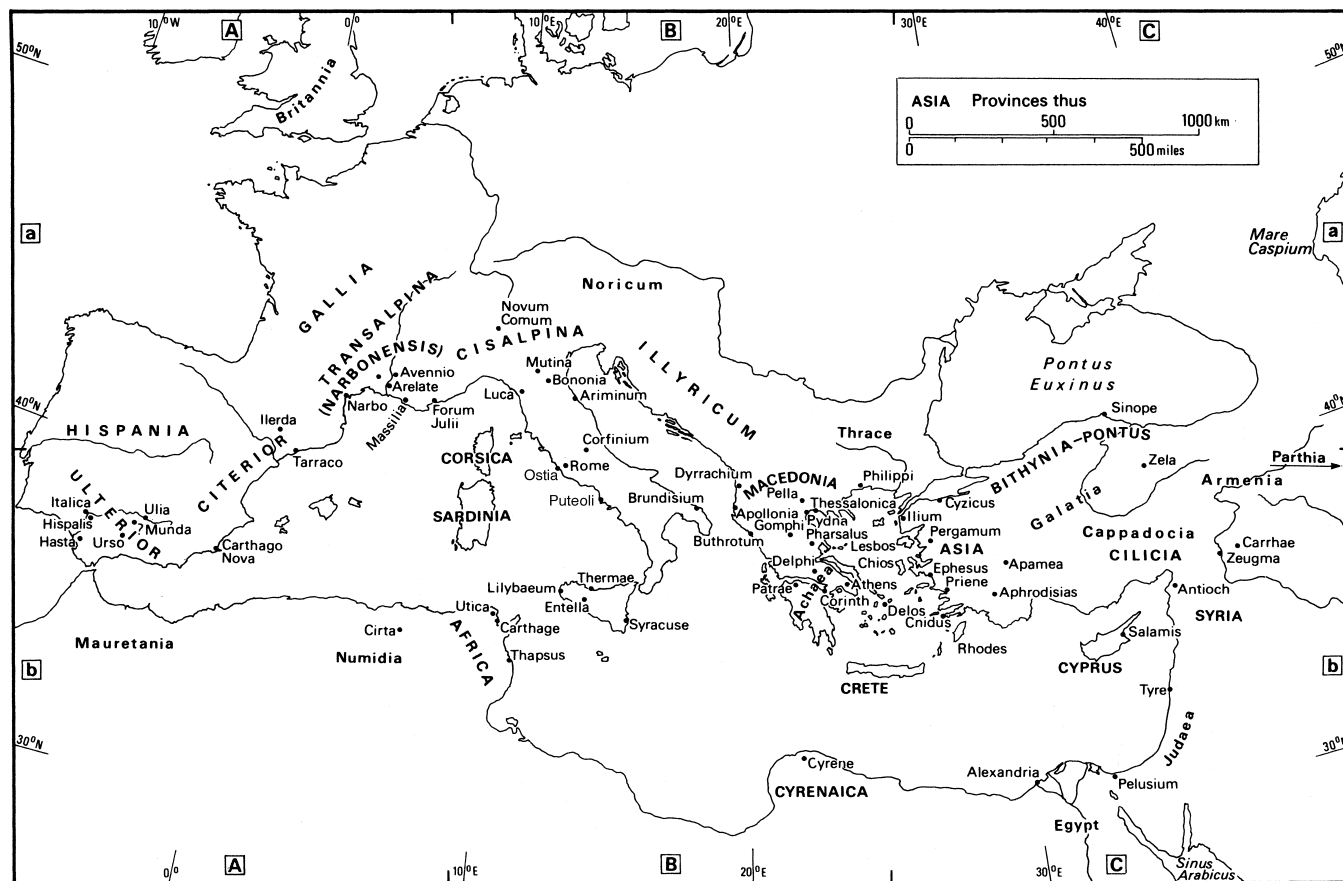 10°W
A
0°
10°E
B
20°E
30°E
40°E
C
50°N
50°N
Britannia
ASIA Provinces thus
0 500 1000 km
0 500 miles
a
a
Mare
Caspium
GALLIA
TRANSALPINA
(NARBONENSIS)
CISALPINA
Noricum
Novum
Comum
ILLYRICUM
Pontus
Euxinus
Mutina
Bononia
Avennio
Arelate
Ariminum
Luca
Narbo
Massilia
Forum
Julii
Sinope
40°N
40°N
Ilerda
HISPANIA
CITERIOR
Tarraco
Corfinium
Thrace
BITHYNIA–PONTUS
CORSICA
Ostia
Rome
Zela
Parthia
Armenia
ULTERIOR
Dyrrachium
MACEDONIA
Philippi
Galatia
Italica
Ulia
Hispalis
?
Munda
Hasta
Urso
SARDINIA
Puteoli
Brundisium
Pella
Thessalonica
Cyzicus
Apollonia
Pydna
Ilium
Gomphi
Pharsalus
Pergamum
Cappadocia
Buthrotum
Lesbos
ASIA
CILICIA
Carrhae
Zeugma
Carthago
Nova
Delphi
Chios
Apamea
Ephesus
Lilybaeum
Thermae
Patrae
Achaea
Athens
Priene
Aphrodisias
Antioch
Entella
Corinth
Utica
Delos
SYRIA
Cirta
Carthage
Syracuse
Cnidus
Salamis
AFRICA
Mauretania
Numidia
Thapsus
Rhodes
CYPRUS
b
b
CRETE
Tyre
Judaea
30°N
30°N
Cyrene
Alexandria
Pelusium
CYRENAICA
Egypt
0°
A
10°E
B
20°E
30°E
C
Sinus
Arabicus